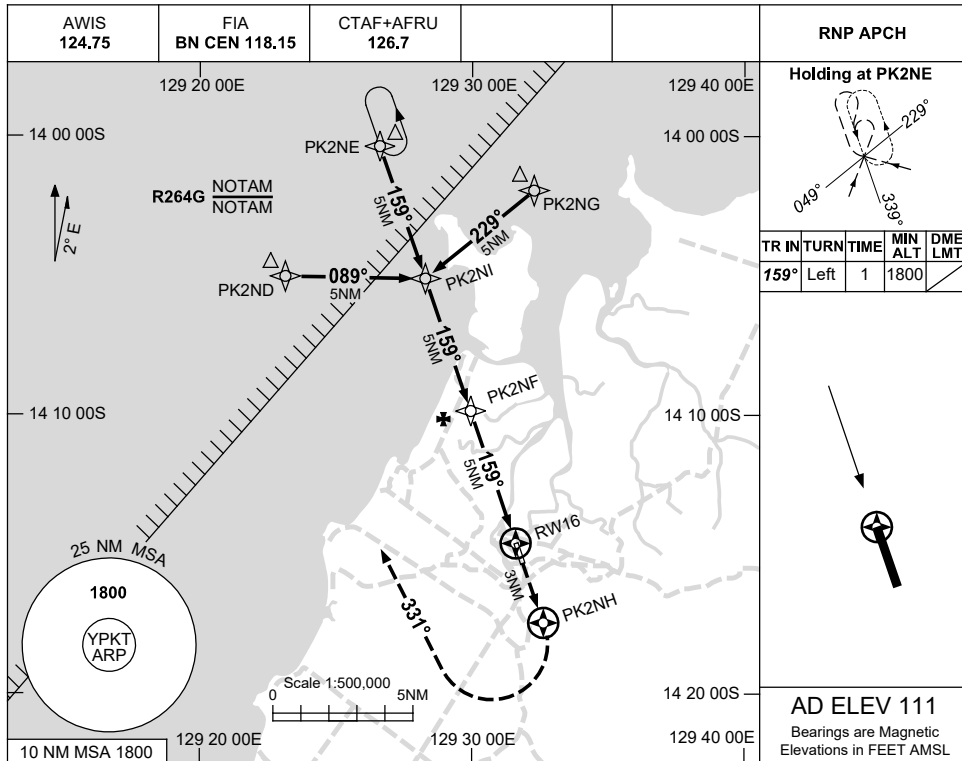 AWIS
124.75
FIA
BN CEN 118.15
CTAF+AFRU
126.7
RNP APCH
129 20 00E
129 30 00E
129 40 00E
14 00 00S
14 00 00S
PK2NE
R264G NOTAM
NOTAM
2° E
159°
5NM
PK2NG
229°
5NM
PK2ND
089°
5NM
PK2NI
159°
5NM
14 10 00S
14 10 00S
PK2NF
159°
5NM
RW16
3NM
PK2NH
331°
25 NM MSA
1800
YPKT
ARP
Scale 1:500,000
0
5NM
14 20 00S
10 NM MSA 1800
129 20 00E
129 30 00E
129 40 00E
Holding at PK2NE
229°
049°
339°
TR IN TURN TIME MIN ALT DME LMT
159° Left 1 1800
AD ELEV 111
Bearings are Magnetic
Elevations in FEET AMSL